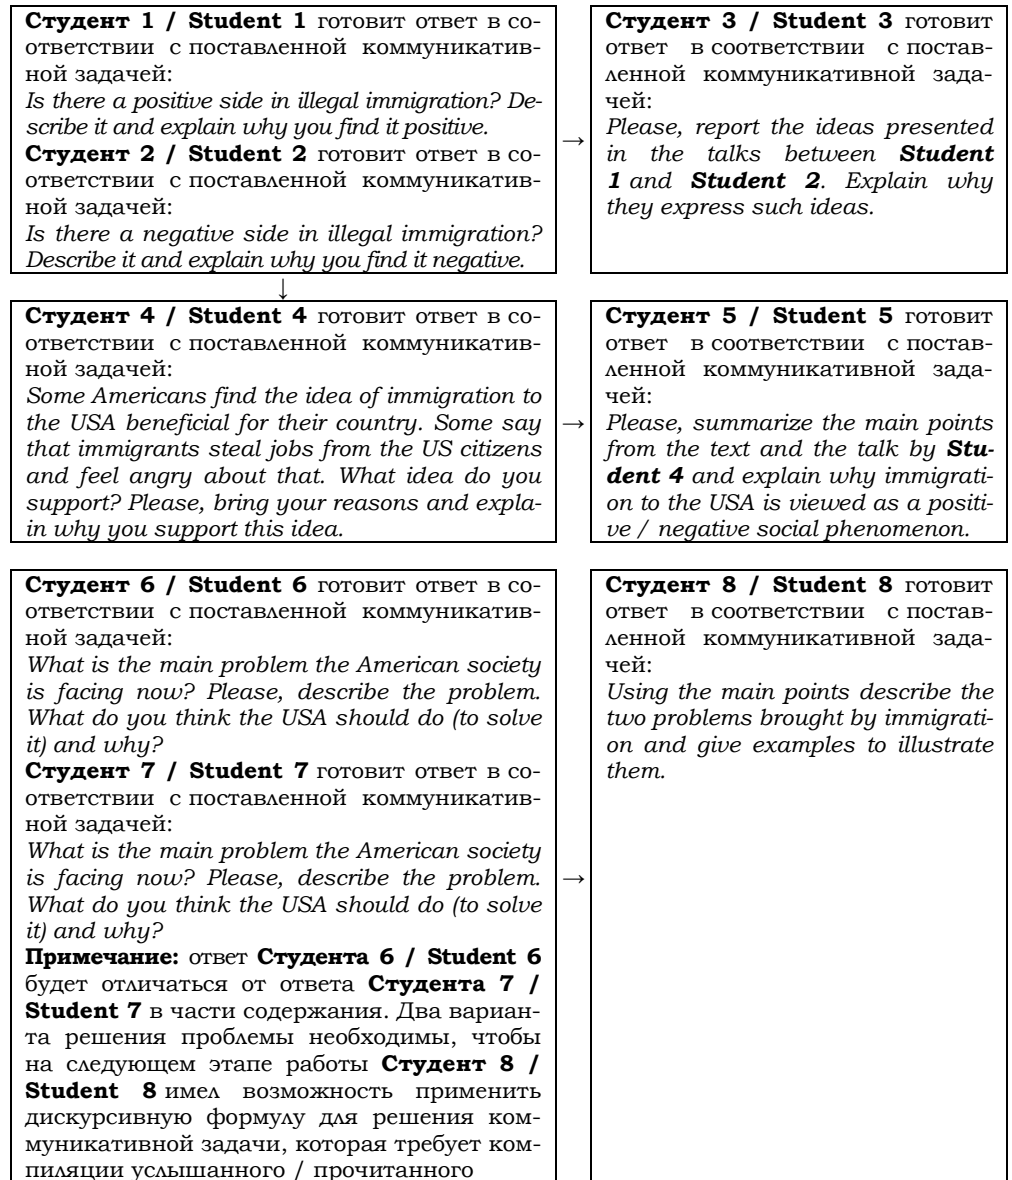 Студент 1 / Student 1 готовит ответ в со-
ответствии с поставленной коммуникатив-
ной задачей:
Is there a positive side in illegal immigration? De-
scribe it and explain why you find it positive.
Студент 2 / Student 2 готовит ответ в со-
ответствии с поставленной коммуникатив-
ной задачей:
Is there a negative side in illegal immigration?
Describe it and explain why you find it negative.
→
Студент 3 / Student 3 готовит
ответ в соответствии с постав-
ленной коммуникативной зада-
чей:
Please, report the ideas presented
in the talks between Student
1 and Student 2. Explain why
they express such ideas.
↓
Студент 4 / Student 4 готовит ответ в со-
ответствии с поставленной коммуникатив-
ной задачей:
Some Americans find the idea of immigration to
the USA beneficial for their country. Some say
that immigrants steal jobs from the US citizens
and feel angry about that. What idea do you
support? Please, bring your reasons and expla-
in why you support this idea.
→
Студент 5 / Student 5 готовит
ответ в соответствии с постав-
ленной коммуникативной зада-
чей:
Please, summarize the main points
from the text and the talk by Stu-
dent 4 and explain why immigrati-
on to the USA is viewed as a positi-
ve / negative social phenomenon.
Студент 6 / Student 6 готовит ответ в со-
ответствии с поставленной коммуникатив-
ной задачей:
What is the main problem the American society
is facing now? Please, describe the problem.
What do you think the USA should do (to solve
it) and why?
Студент 7 / Student 7 готовит ответ в со-
ответствии с поставленной коммуникатив-
ной задачей:
What is the main problem the American society
is facing now? Please, describe the problem.
What do you think the USA should do (to solve
it) and why?
Примечание: ответ Студента 6 / Student 6
будет отличаться от ответа Студента 7 /
Student 7 в части содержания. Два вариан-
та решения проблемы необходимы, чтобы
на следующем этапе работы Студент 8 /
Student 8 имел возможность применить
дискурсивную формулу для решения ком-
муникативной задачи, которая требует ком-
пиляции услышанного / прочитанного
→
Студент 8 / Student 8 готовит
ответ в соответствии с постав-
ленной коммуникативной зада-
чей:
Using the main points describe the
two problems brought by immigrati-
on and give examples to illustrate
them.